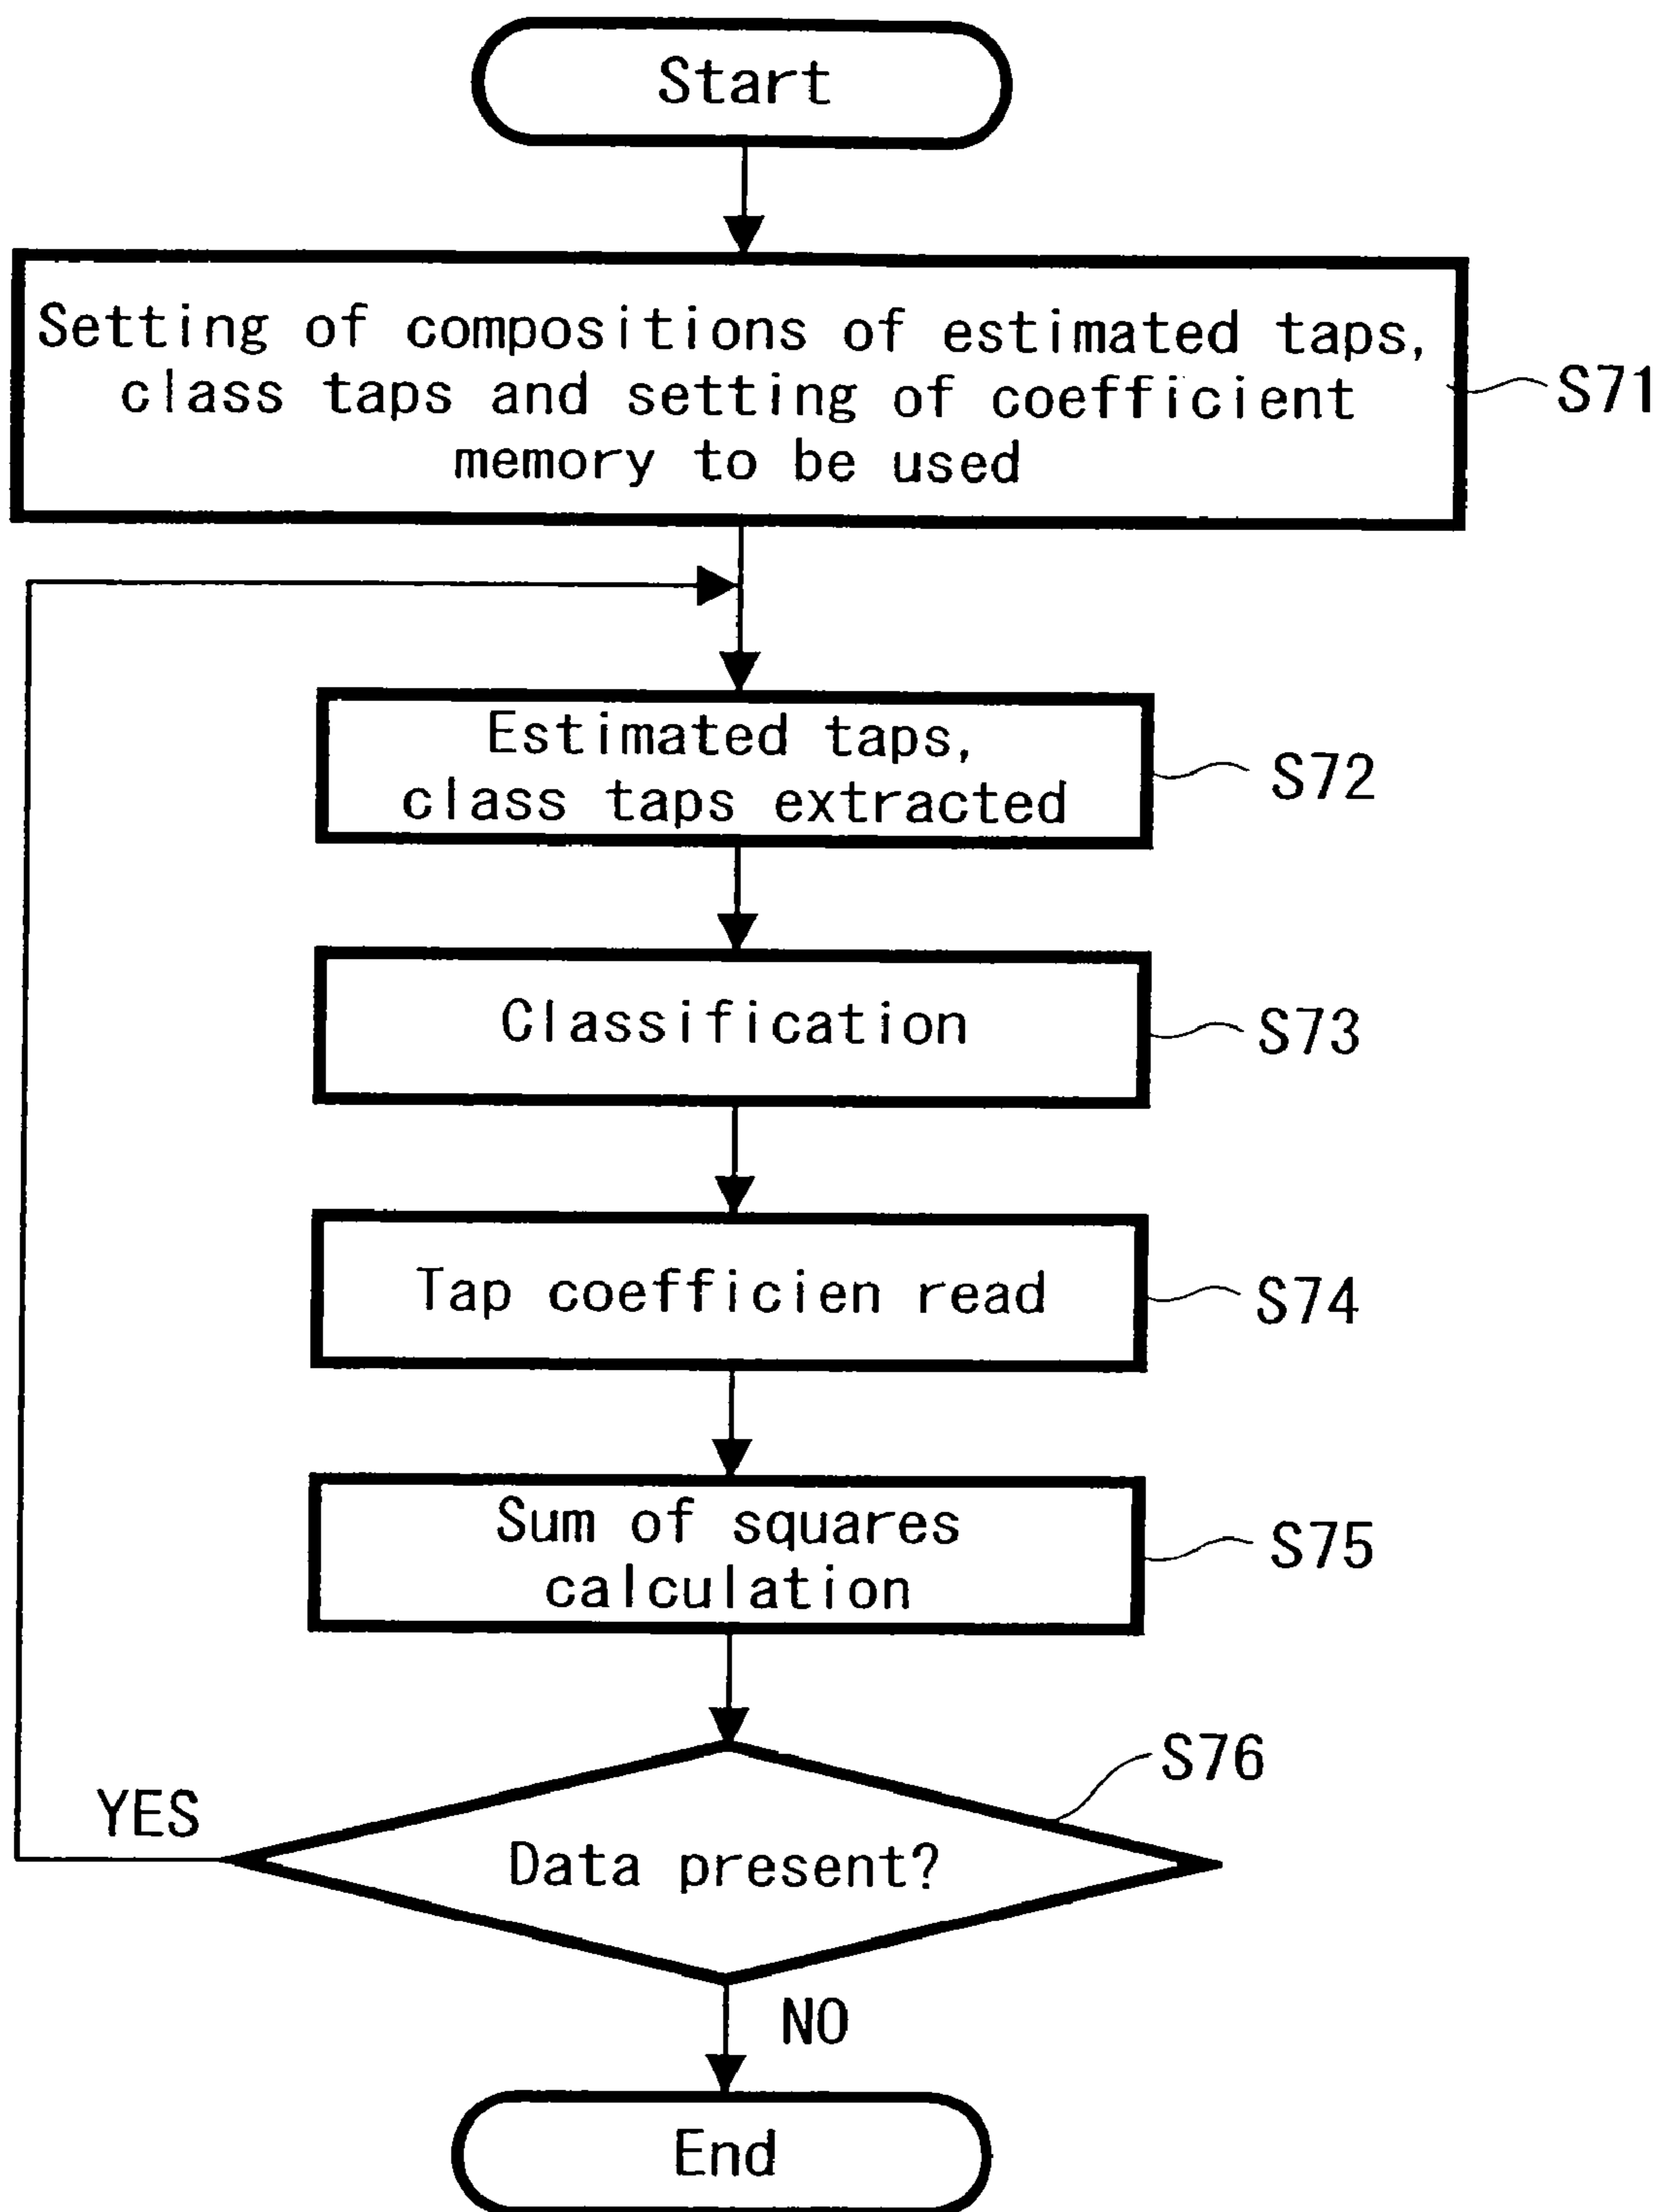 Start
Setting of compositions of estimated taps,
class taps and setting of coefficient
memory to be used
S71
Estimated taps,
class taps extracted
S72
Classification
S73
Tap coefficien read
S74
Sum of squares
calculation
S75
S76
YES
Data present?
NO
End